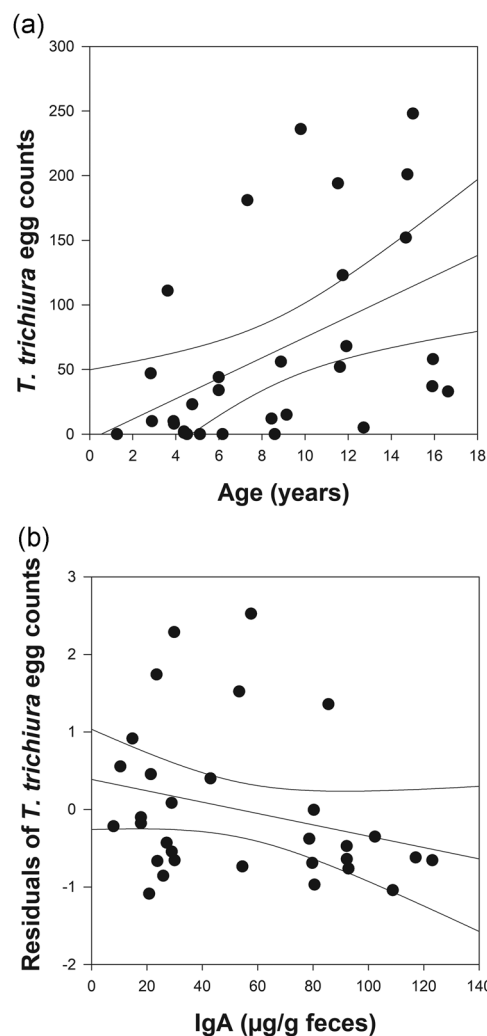 (a)
300
250
200
150
100
50
0
T. trichiura egg counts
0 2 4 6 8 10 12 14 16 18
Age (years)
(b)
3
2
1
0
-1
-2
Residuals of T. trichiura egg counts
0 20 40 60 80 100 120 140
IgA (µg/g feces)